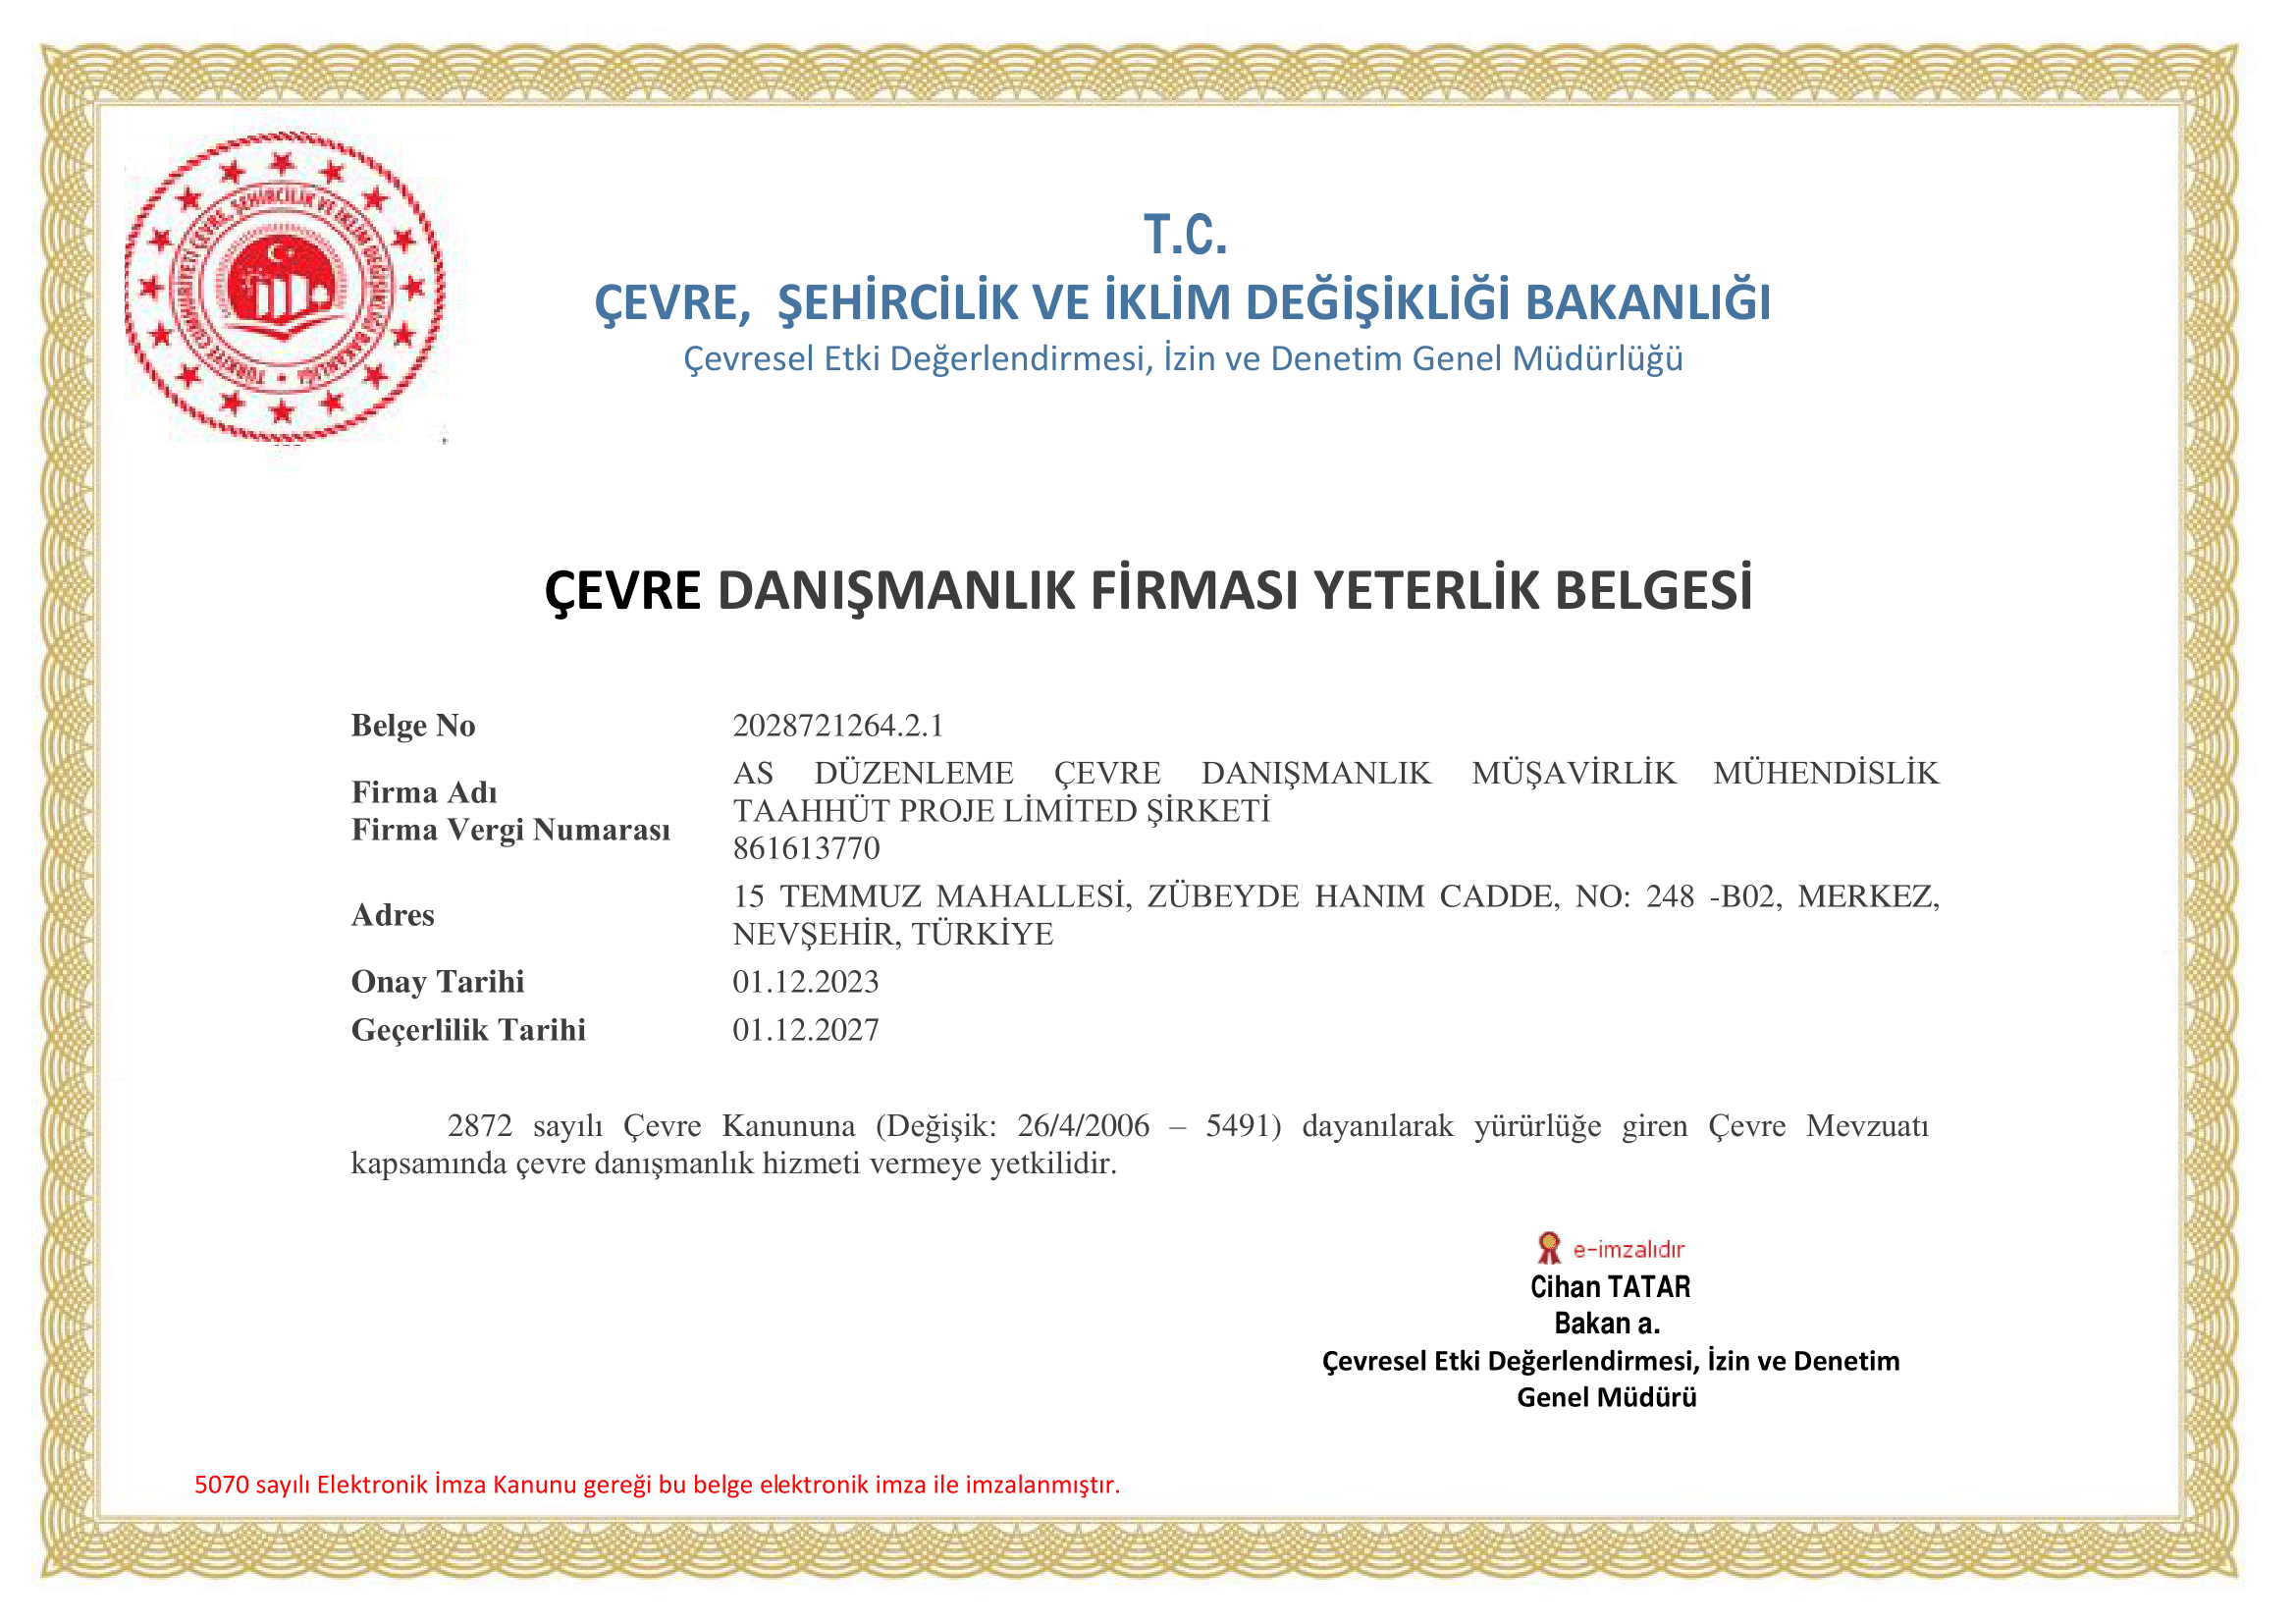 TÜRKİYE CUMHURİYETİ ÇEVRE, ŞEHİRCİLİK VE İKLİM DEĞİŞİKLİĞİ BAKANLIĞI
T.C.
ÇEVRE, ŞEHİRCİLİK VE İKLİM DEĞİŞİKLİĞİ BAKANLIĞI
Çevresel Etki Değerlendirmesi, İzin ve Denetim Genel Müdürlüğü
ÇEVRE DANIŞMANLIK FİRMASI YETERLİK BELGESİ
Belge No 2028721264.2.1
Firma Adı AS DÜZENLEME ÇEVRE DANIŞMANLIK MÜŞAVİRLİK MÜHENDİSLİK
TAAHHÜT PROJE LİMİTED ŞİRKETİ
Firma Vergi Numarası 861613770
Adres 15 TEMMUZ MAHALLESİ, ZÜBEYDE HANIM CADDE, NO: 248 -B02, MERKEZ,
NEVŞEHİR, TÜRKİYE
Onay Tarihi 01.12.2023
Geçerlilik Tarihi 01.12.2027
2872 sayılı Çevre Kanununa (Değişik: 26/4/2006 – 5491) dayanılarak yürürlüğe giren Çevre Mevzuatı
kapsamında çevre danışmanlık hizmeti vermeye yetkilidir.
e-imzalıdır
Cihan TATAR
Bakan a.
Çevresel Etki Değerlendirmesi, İzin ve Denetim
Genel Müdürü
5070 sayılı Elektronik İmza Kanunu gereği bu belge elektronik imza ile imzalanmıştır.